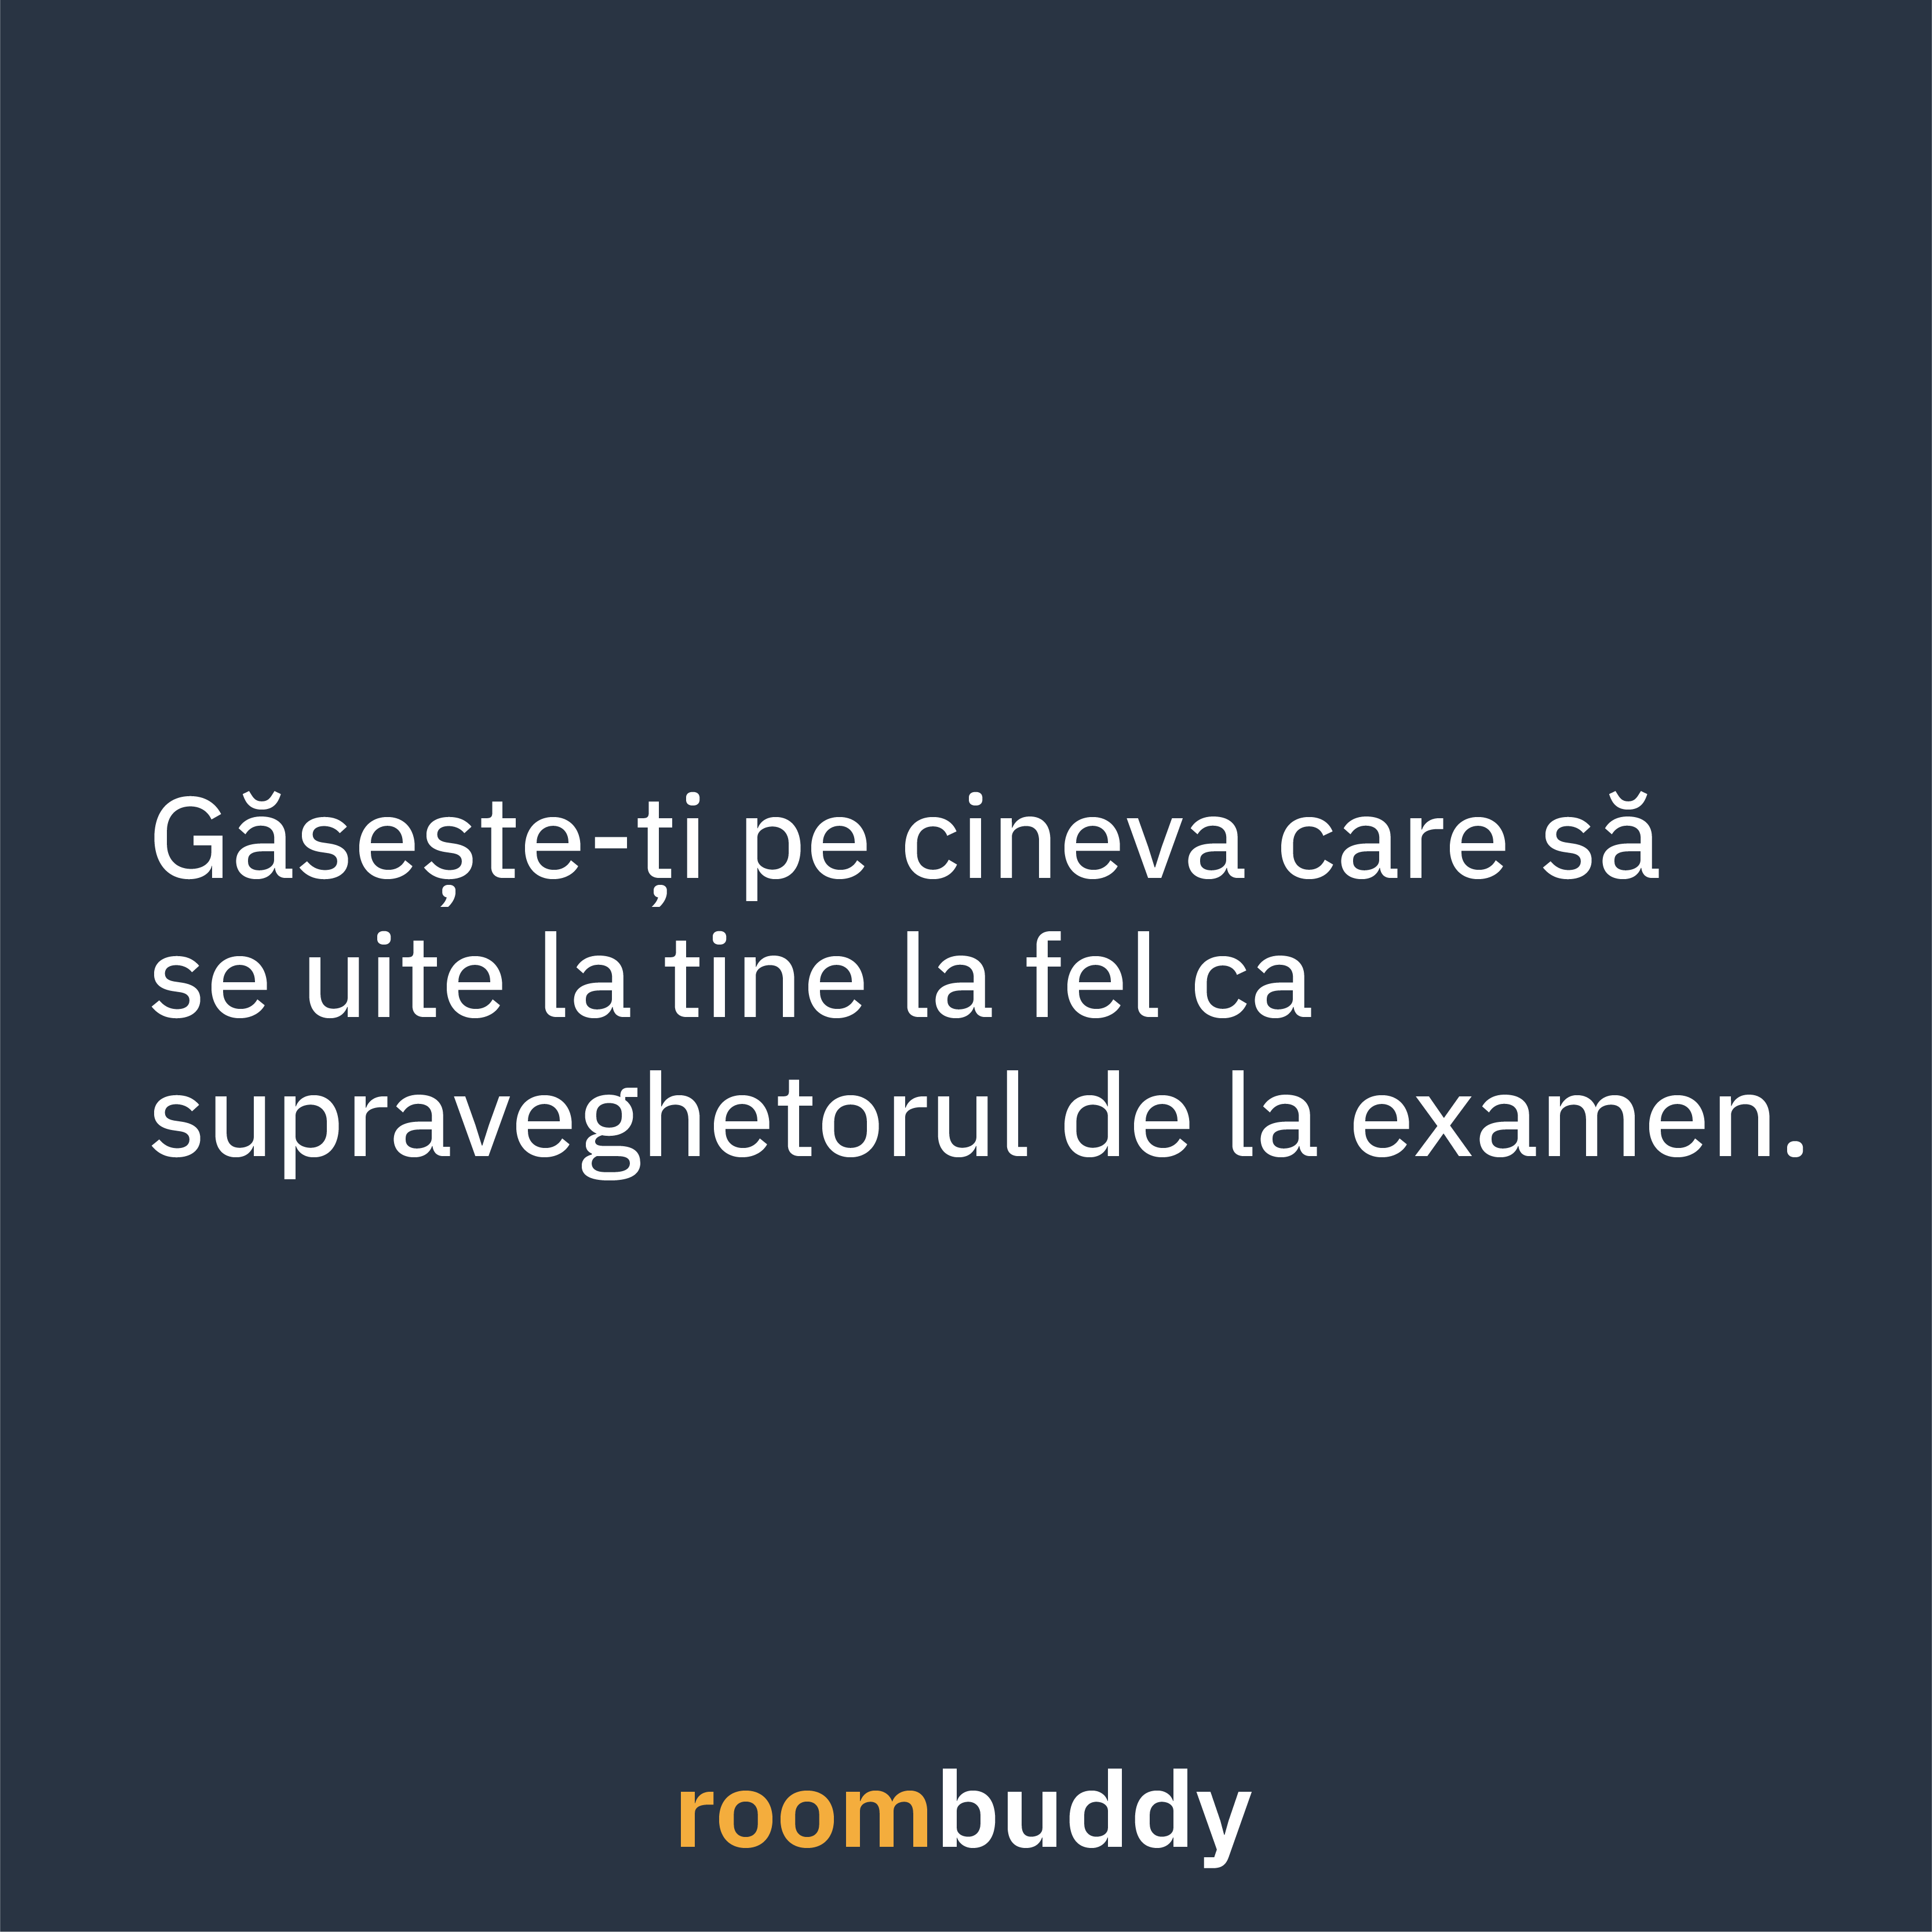 Găsește-ți pe cineva care să
se uite la tine la fel ca
supraveghetorul de la examen.
roombuddy